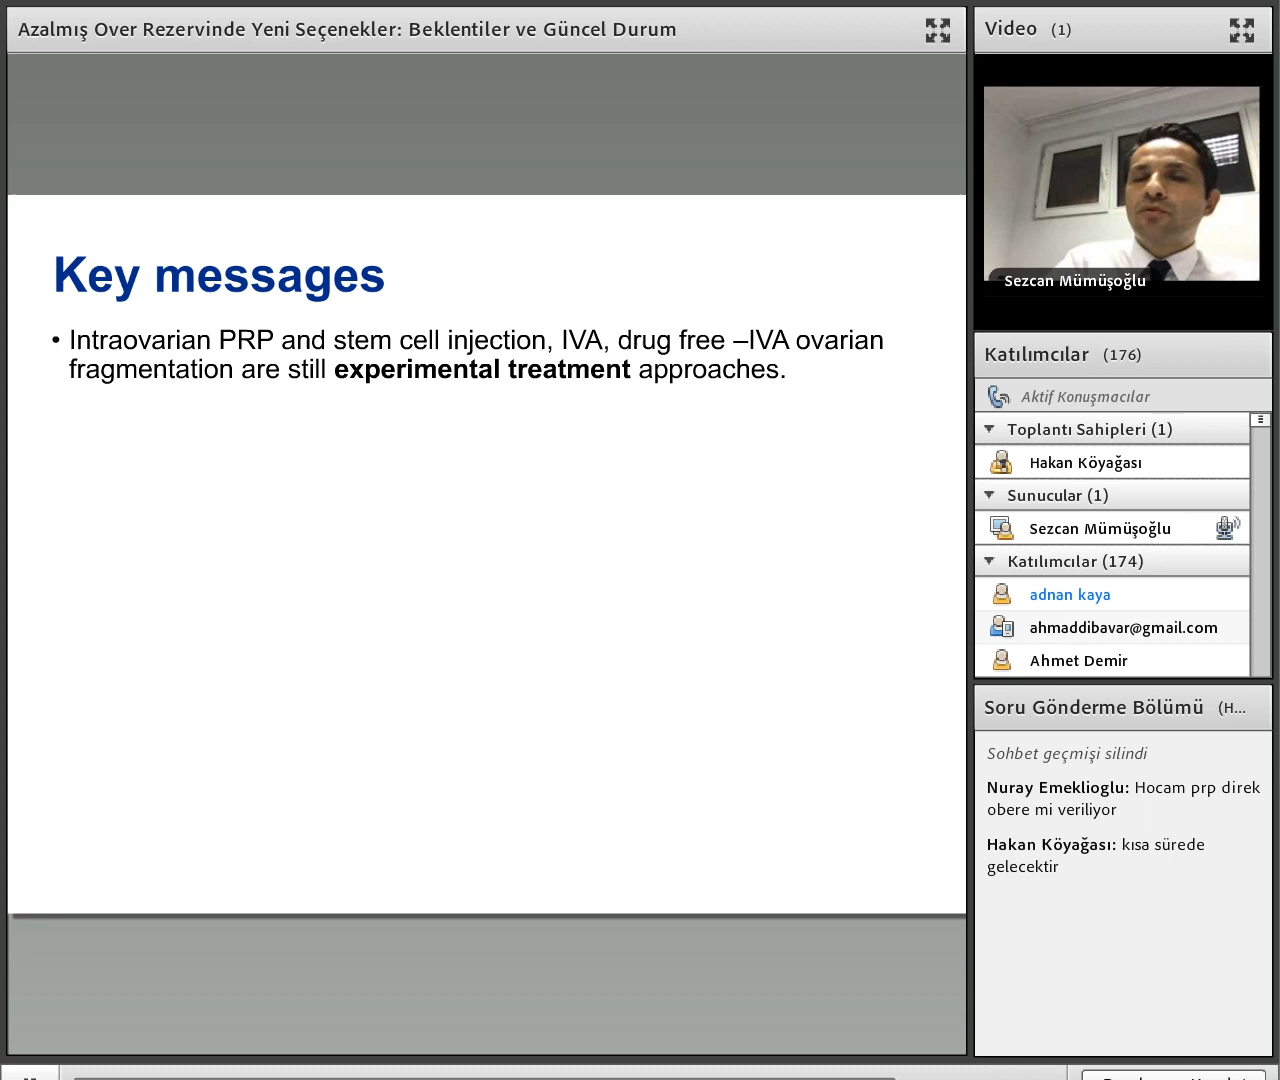 Azalmış Over Rezervinde Yeni Seçenekler: Beklentiler ve Güncel Durum
Key messages
• Intraovarian PRP and stem cell injection, IVA, drug free –IVA ovarian
fragmentation are still experimental treatment approaches.
Video (1)
Sezcan Mümüşoğlu
Katılımcılar (176)
Aktif Konuşmacılar
Toplantı Sahipleri (1)
Hakan Köyağası
Sunucular (1)
Sezcan Mümüşoğlu
Katılımcılar (174)
adnan kaya
ahmaddibavar@gmail.com
Ahmet Demir
Soru Gönderme Bölümü (H...
Sohbet geçmişi silindi
Nuray Emeklioglu: Hocam prp direk
obere mi veriliyor
Hakan Köyağası: kısa sürede
gelecektir